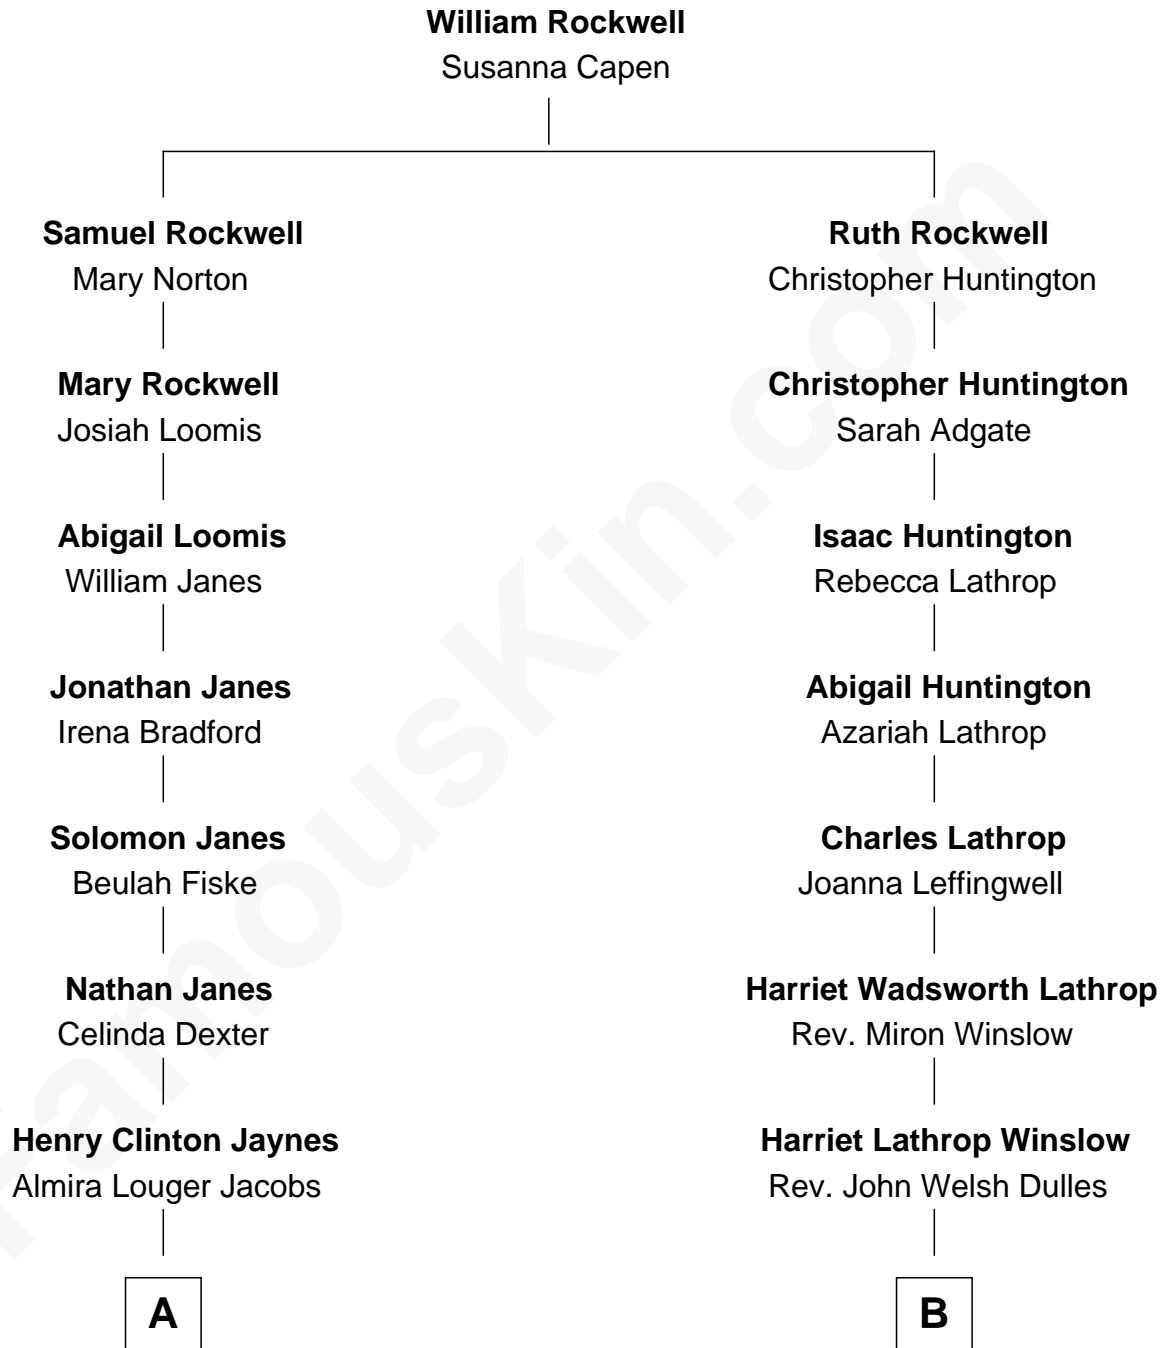 William Rockwell
Susanna Capen
Samuel Rockwell
Mary Norton
Ruth Rockwell
Christopher Huntington
Mary Rockwell
Josiah Loomis
Christopher Huntington
Sarah Adgate
Abigail Loomis
William Janes
Isaac Huntington
Rebecca Lathrop
Jonathan Janes
Irena Bradford
Abigail Huntington
Azariah Lathrop
Solomon Janes
Beulah Fiske
Charles Lathrop
Joanna Leffingwell
Nathan Janes
Celinda Dexter
Harriet Wadsworth Lathrop
Rev. Miron Winslow
Henry Clinton Jaynes
Almira Louger Jacobs
Harriet Lathrop Winslow
Rev. John Welsh Dulles
A
B
FamousKin.com